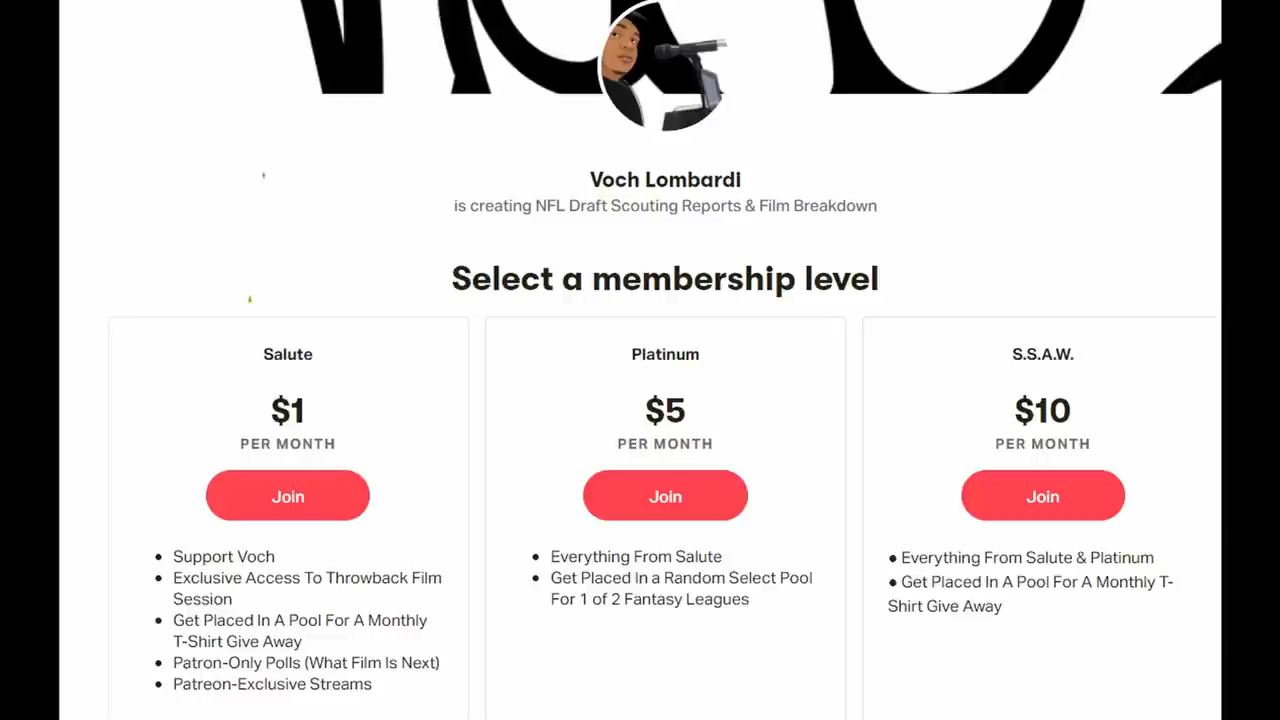 Voch Lombardi
is creating NFL Draft Scouting Reports & Film Breakdown
Select a membership level
Salute
$1
PER MONTH
Join
• Support Voch
• Exclusive Access To Throwback Film
Session
• Get Placed In A Pool For A Monthly
T-Shirt Give Away
• Patron-Only Polls (What Film Is Next)
• Patreon-Exclusive Streams
Platinum
$5
PER MONTH
Join
• Everything From Salute
• Get Placed In a Random Select Pool
For 1 of 2 Fantasy Leagues
S.S.A.W.
$10
PER MONTH
Join
• Everything From Salute & Platinum
• Get Placed In A Pool For A Monthly T-
Shirt Give Away